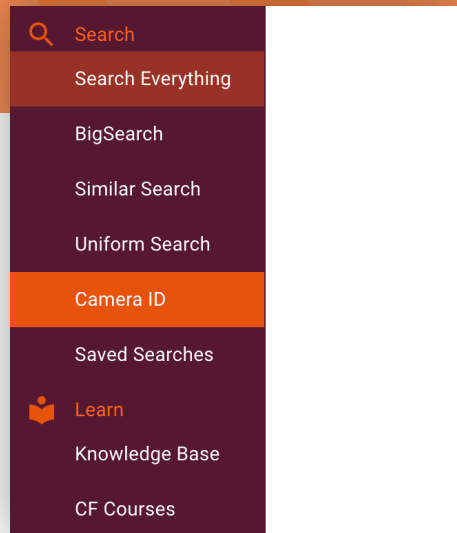 Search
Search Everything
BigSearch
Similar Search
Uniform Search
Camera ID
Saved Searches
Learn
Knowledge Base
CF Courses